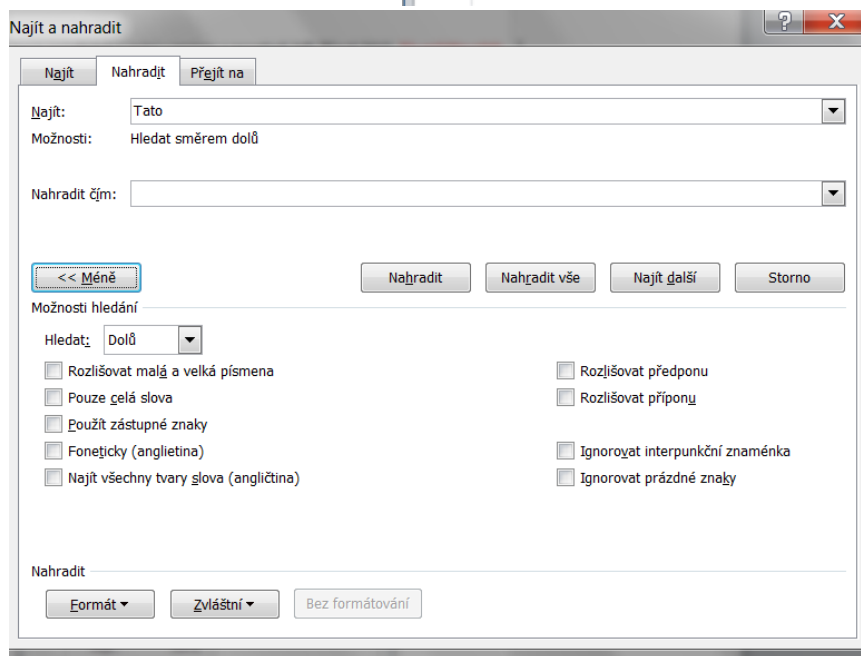 Najít a nahradit
Najít Nahradit Přejít na
Najít: Tato
Možnosti: Hledat směrem dolů
Nahradit čím:
<< Méně Nahradit Nahradit vše Najít další Storno
Možnosti hledání
Hledat: Dolů
Rozlišovat malá a velká písmena Rozlišovat předponu
Pouze celá slova Rozlišovat příponu
Použít zástupné znaky
Foneticky (anglietina) Ignorovat interpunkční znaménka
Najít všechny tvary slova (angličtina) Ignorovat prázdné znaky
Nahradit
Formát Zvláštní Bez formátování